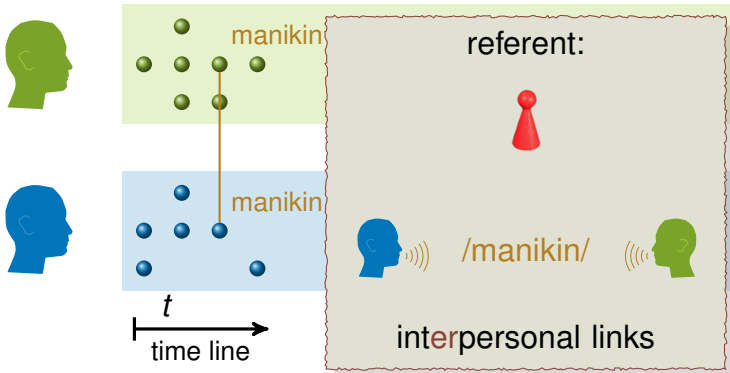 manikin
referent:
manikin
/manikin/
t
time line
interpersonal links